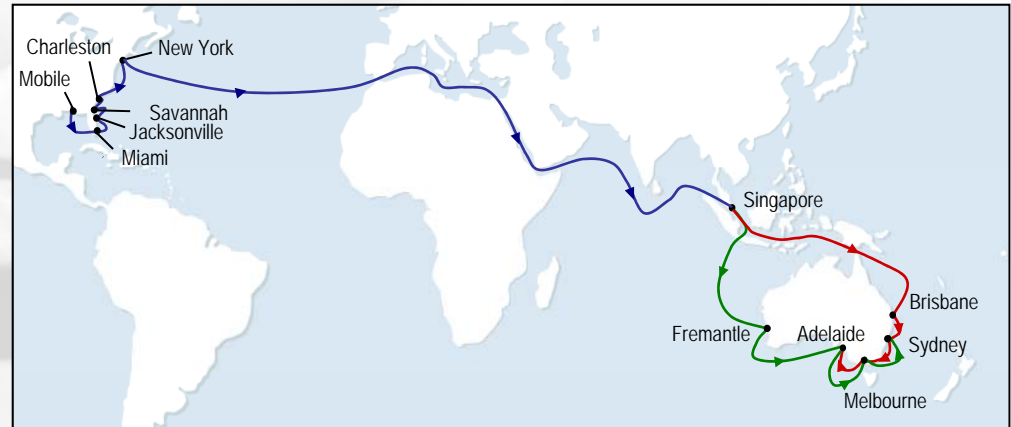 Charleston
New York
Mobile
Savannah
Jacksonville
Miami
Singapore
Brisbane
Fremantle
Adelaide
Sydney
Melbourne